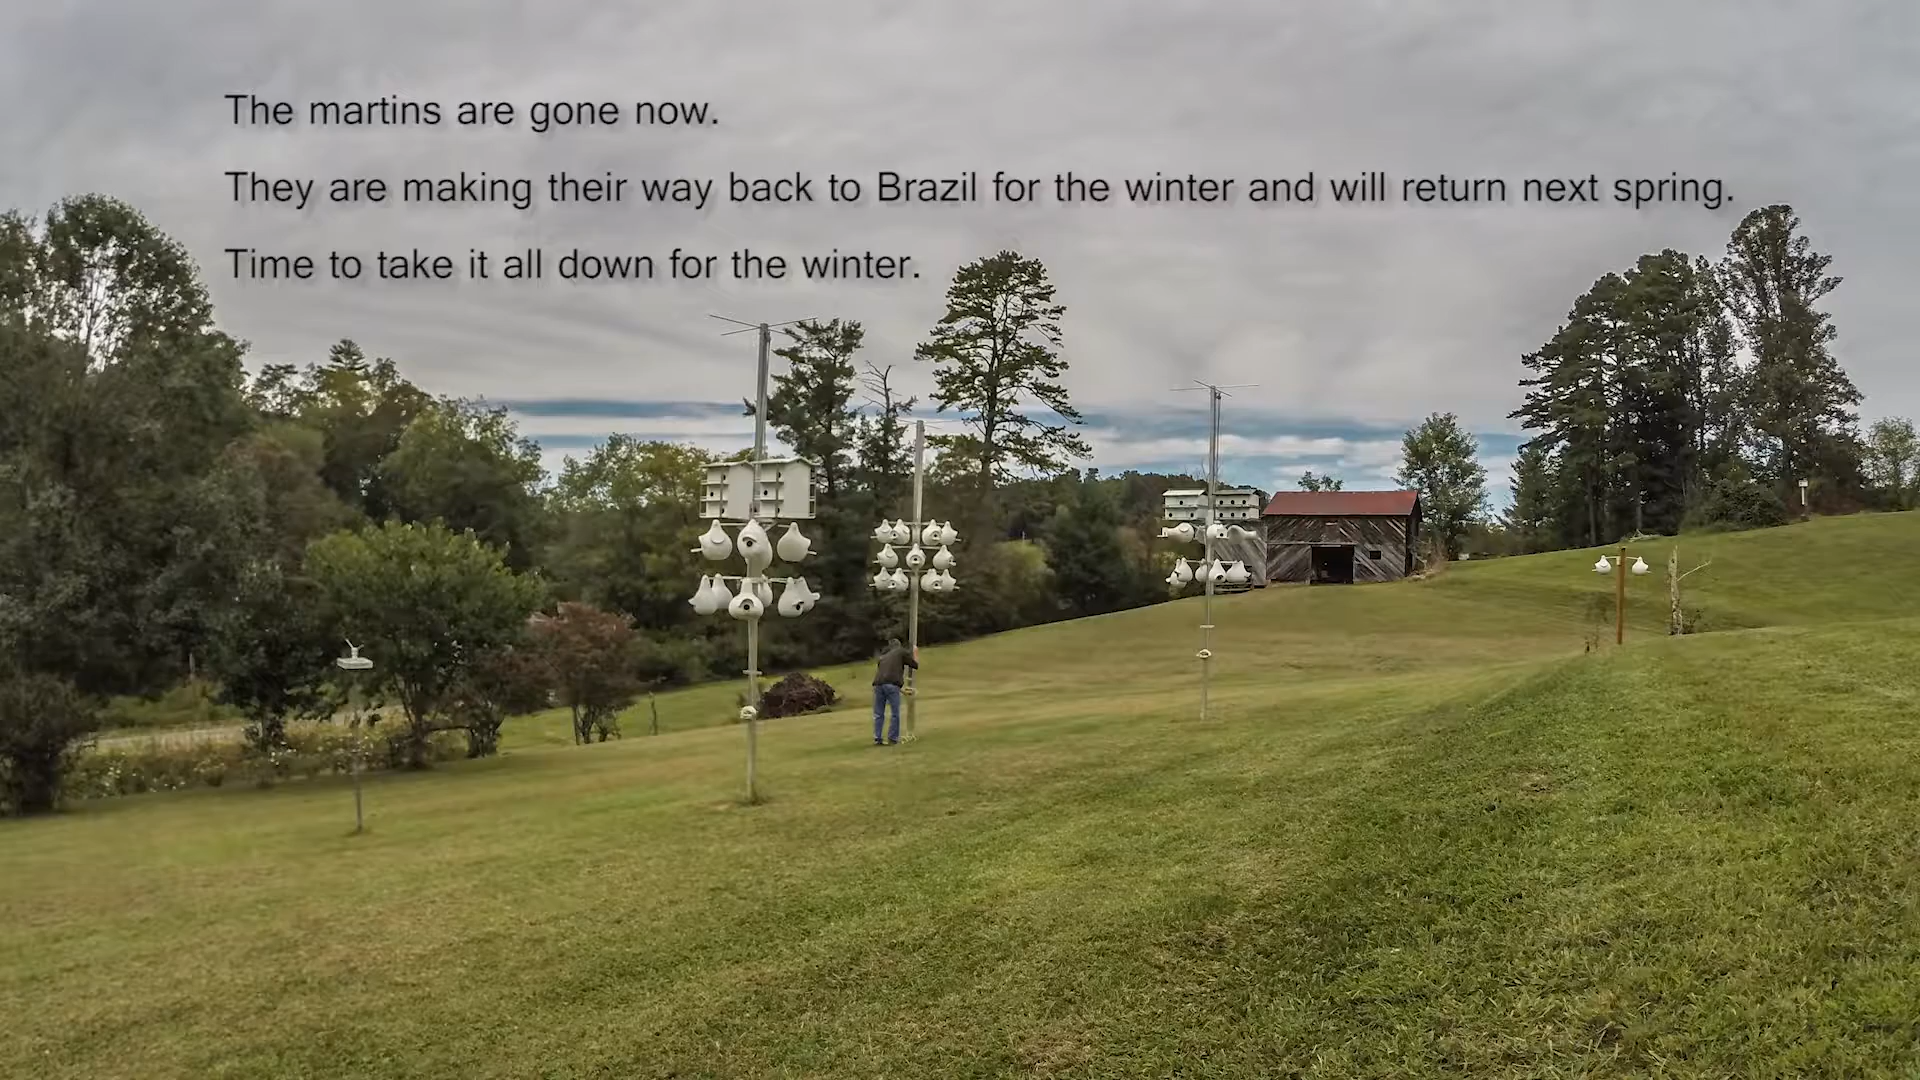 The martins are gone now.
They are making their way back to Brazil for the winter and will return next spring.
Time to take it all down for the winter.